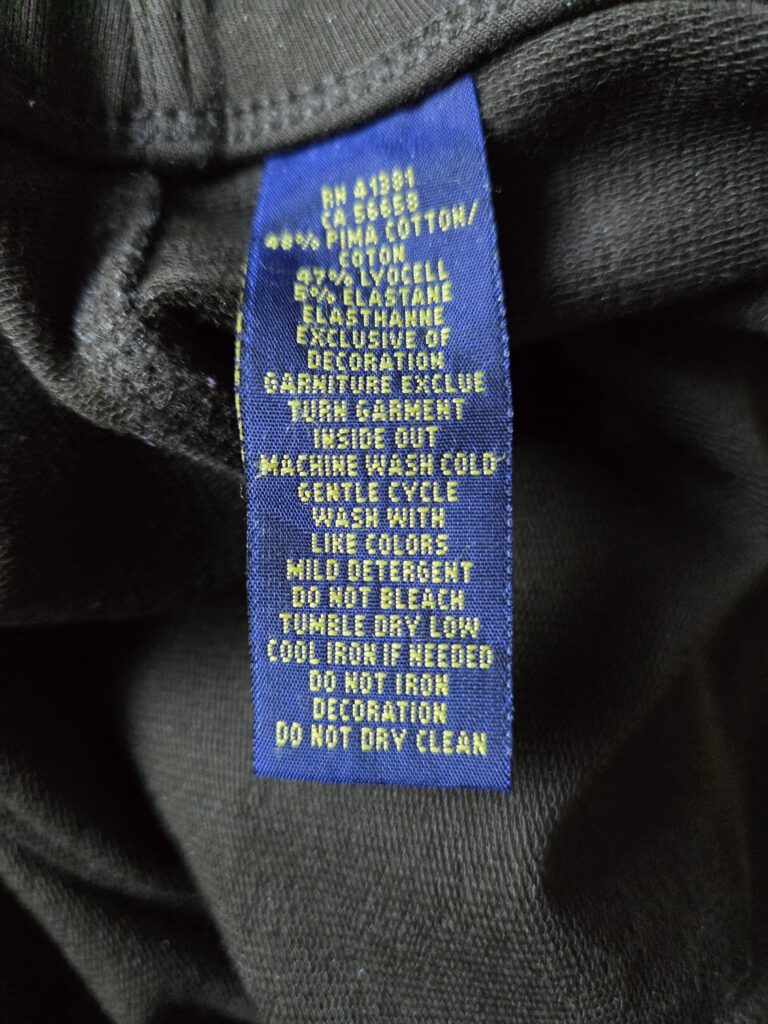 RN 41381
CA 56659
48% PIMA COTTON/
COTON
47% LYOCELL
5% ELASTANE
ELASTHANNE
EXCLUSIVE OF
DECORATION
GARNITURE EXCLUE
TURN GARMENT
INSIDE OUT
MACHINE WASH COLD
GENTLE CYCLE
WASH WITH
LIKE COLORS
MILD DETERGENT
DO NOT BLEACH
TUMBLE DRY LOW
COOL IRON IF NEEDED
DO NOT IRON
DECORATION
DO NOT DRY CLEAN